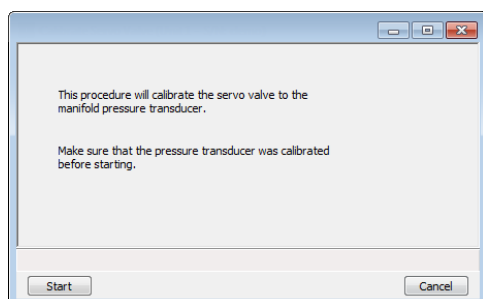 This procedure will calibrate the servo valve to the
manifold pressure transducer.
Make sure that the pressure transducer was calibrated
before starting.
Start
Cancel